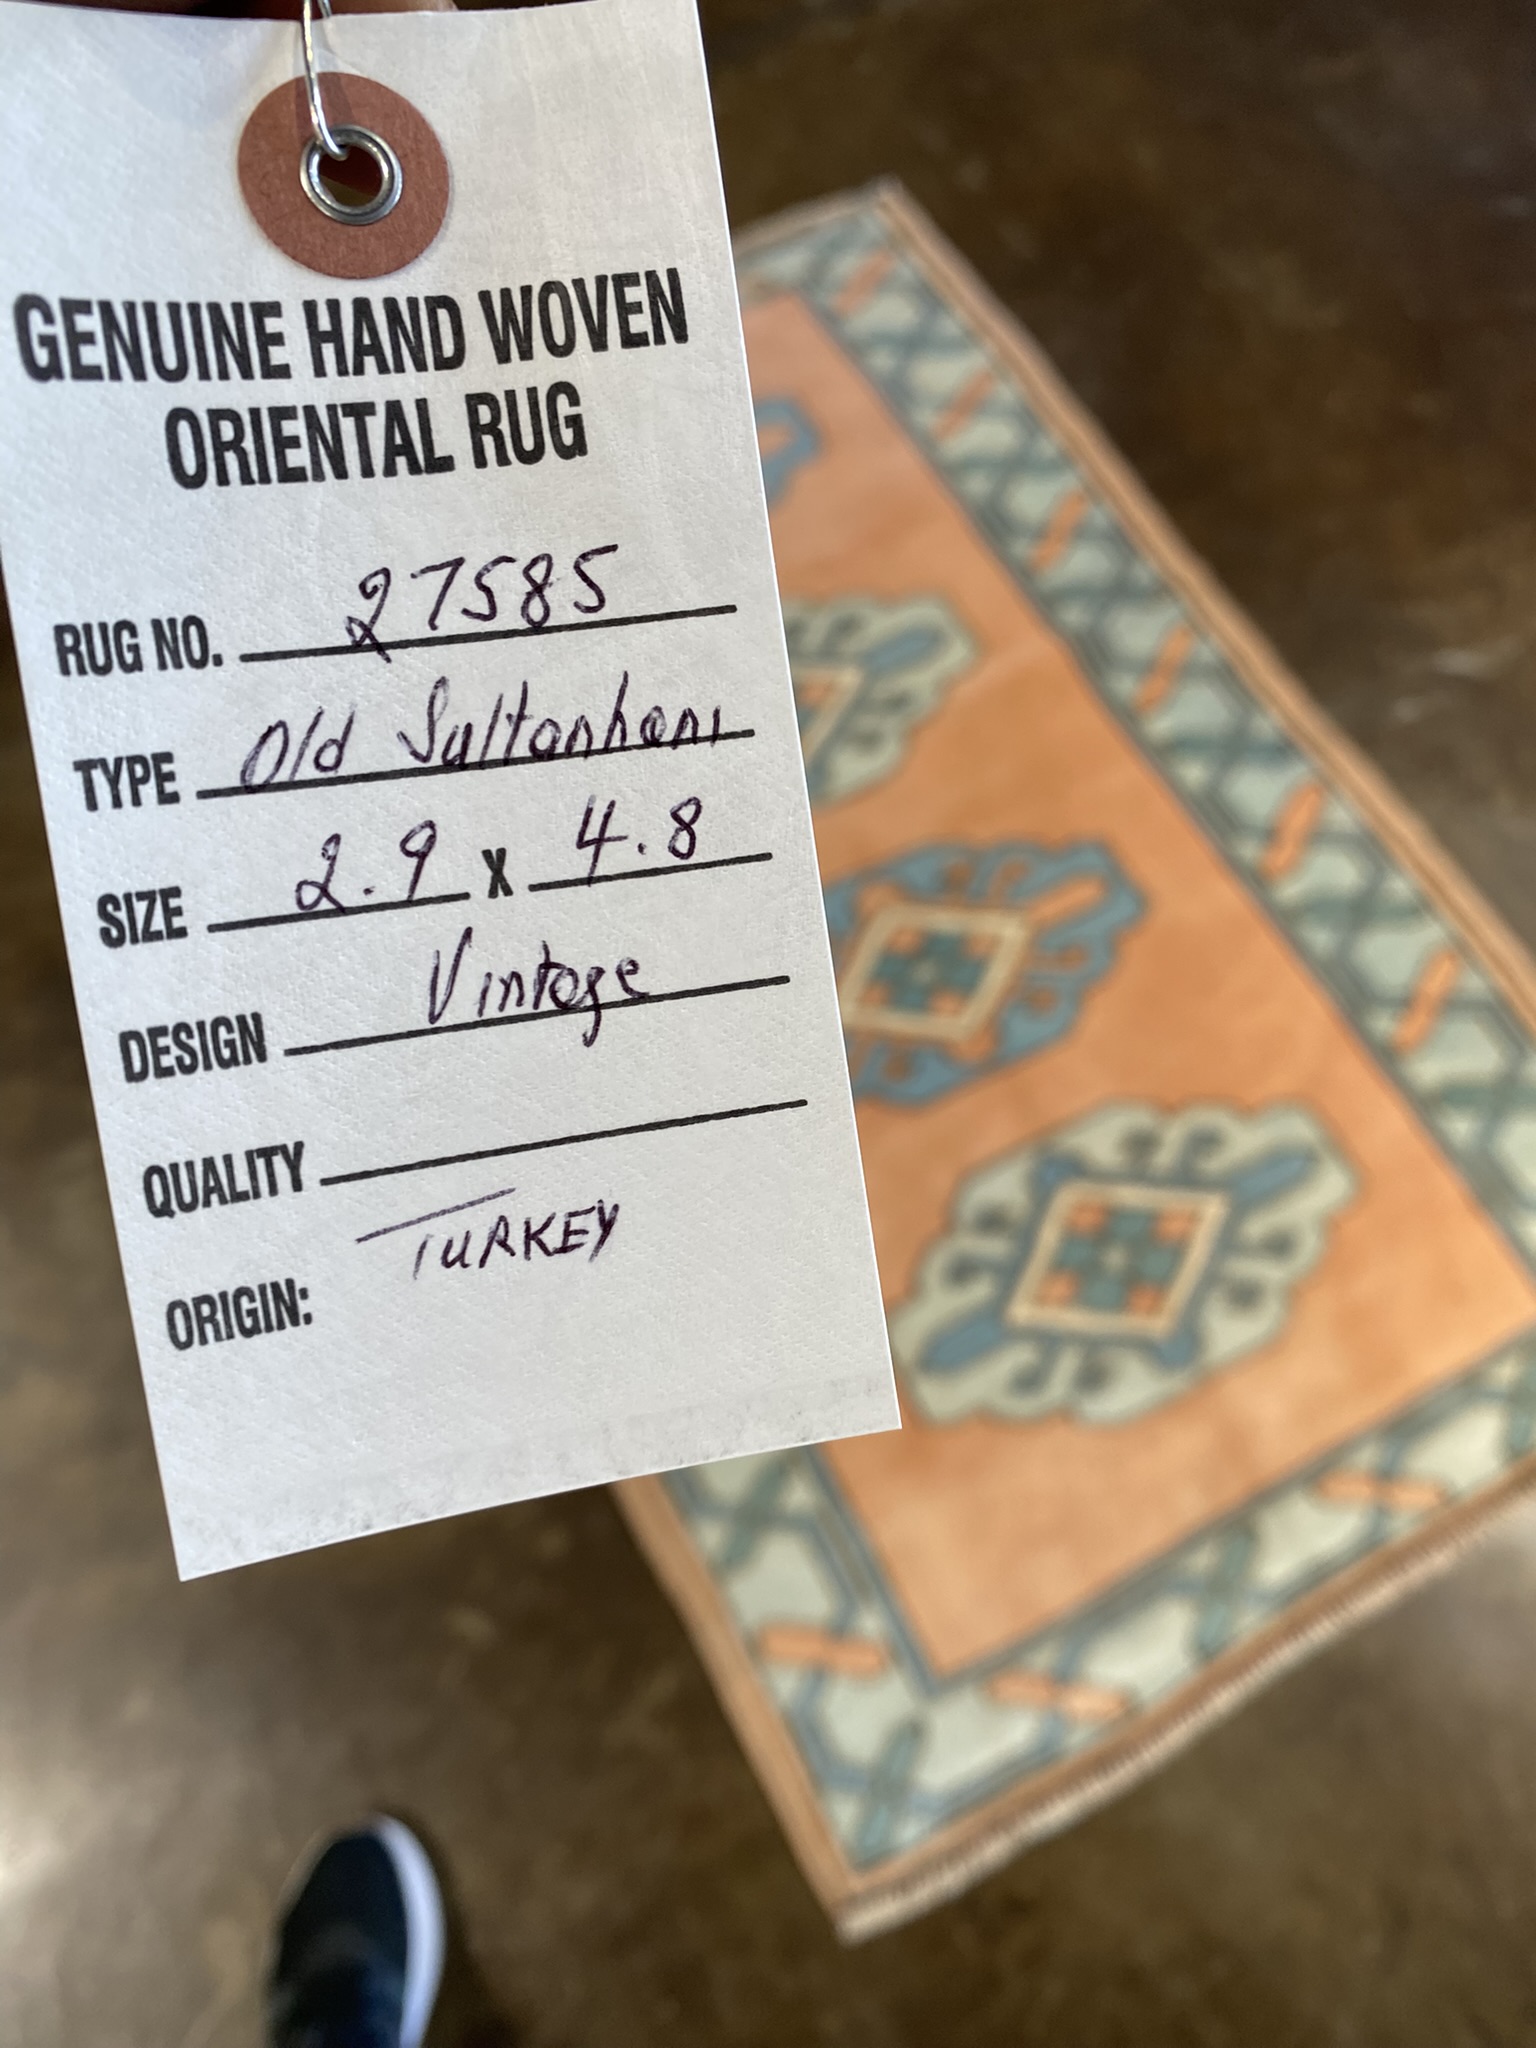 GENUINE HAND WOVEN
ORIENTAL RUG
RUG NO. 27585
TYPE Old Sultanhanı
SIZE 2.9 x 4.8
DESIGN Vintage
QUALITY
ORIGIN: TURKEY